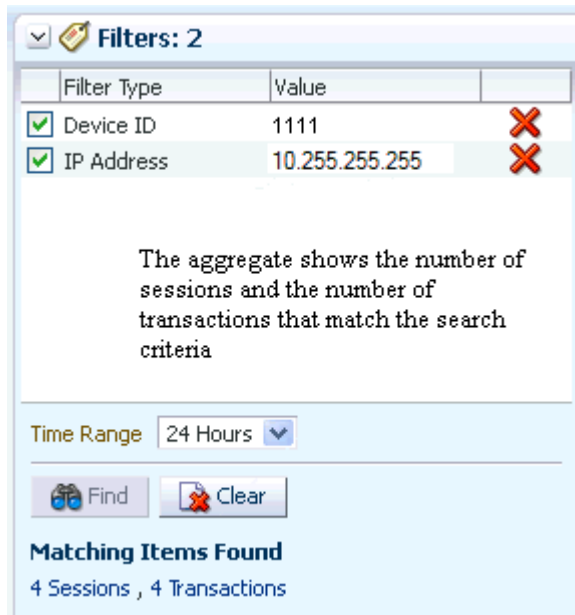 Filters: 2
Filter Type Value
Device ID 1111
IP Address 10.255.255.255
The aggregate shows the number of
sessions and the number of
transactions that match the search
criteria
Time Range 24 Hours
Find Clear
Matching Items Found
4 Sessions , 4 Transactions